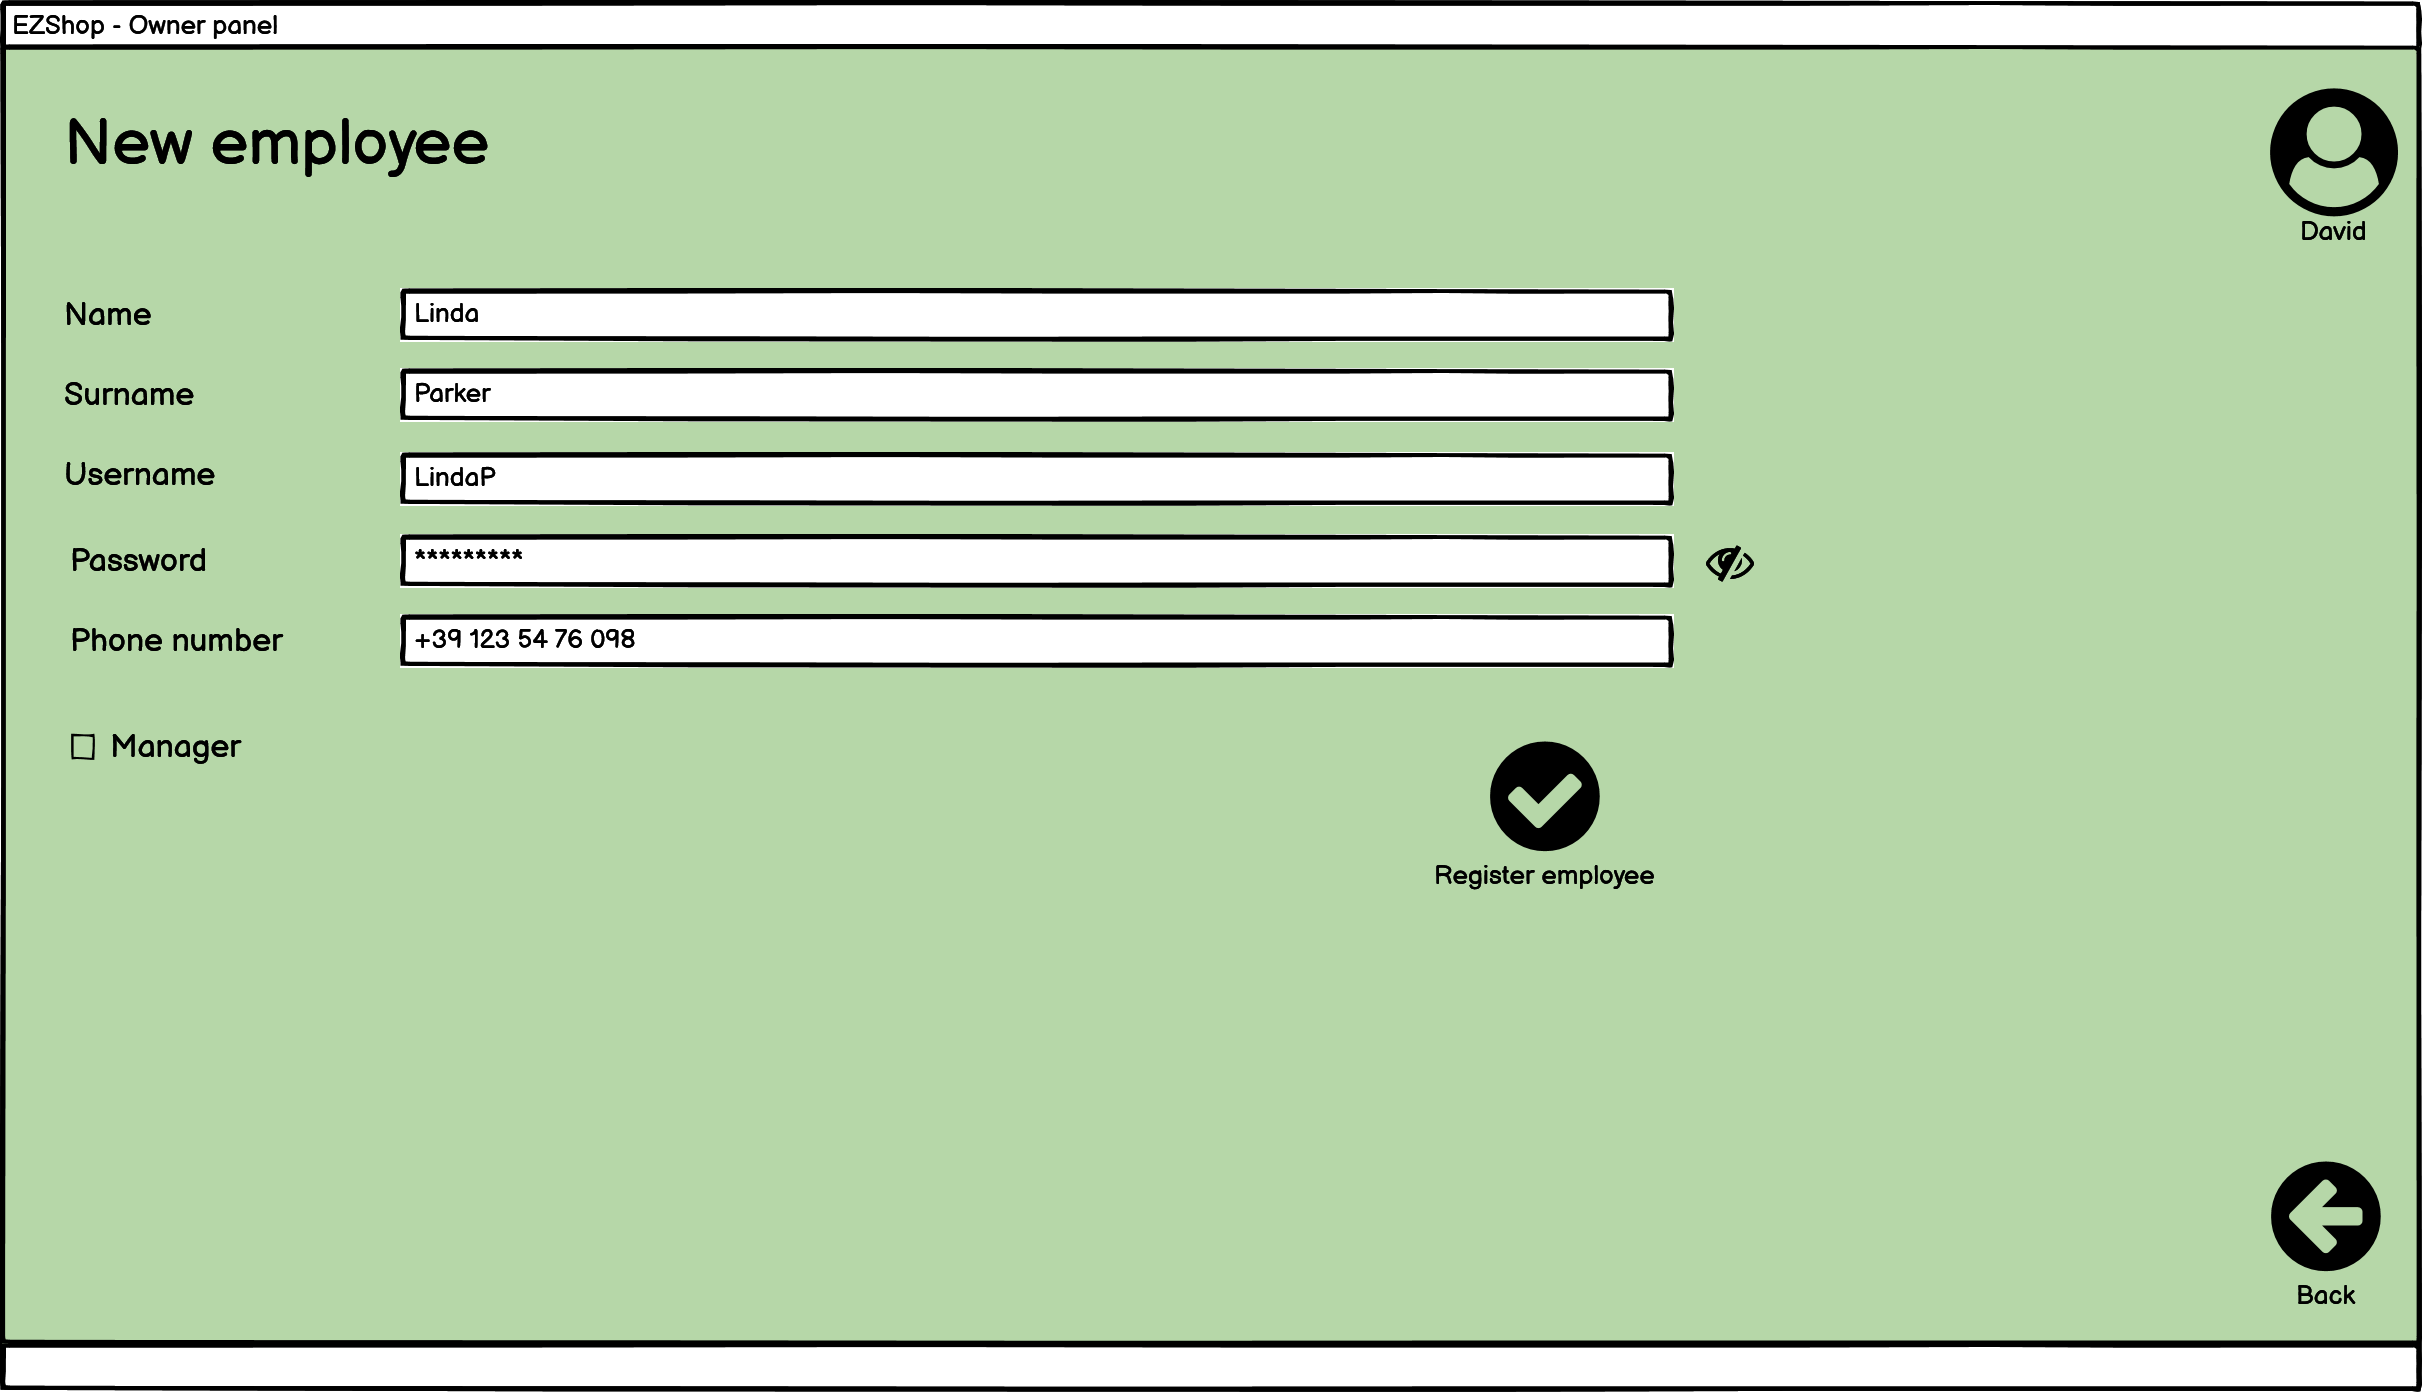 EZShop - Owner panel
New employee
David
Name
Linda
Surname
Parker
Username
LindaP
Password
*********
Phone number
+39 123 54 76 098
Manager
Register employee
Back